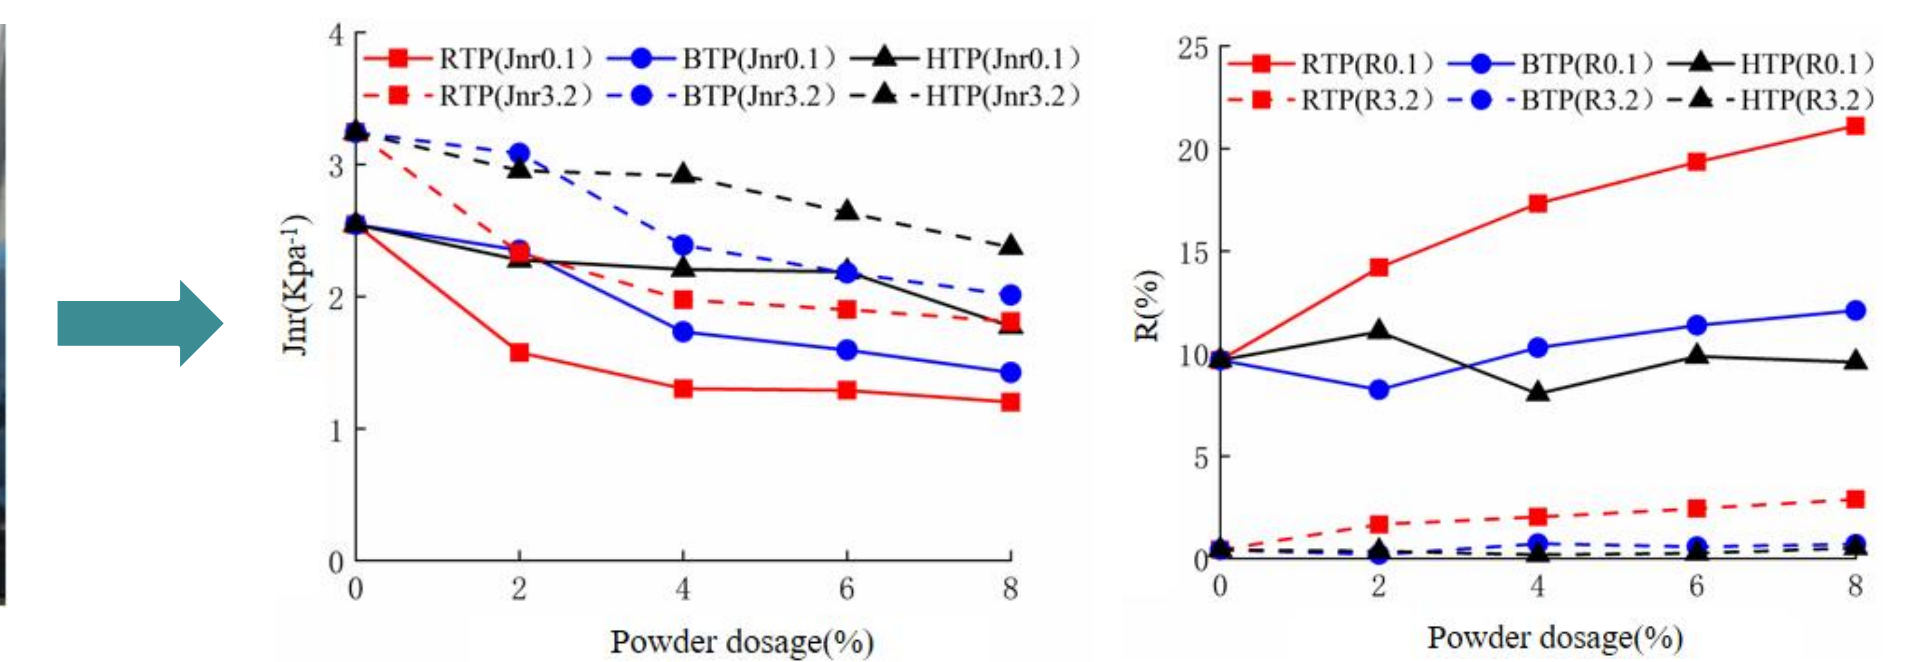 4
RTP(Jnr0.1) BTP(Jnr0.1) HTP(Jnr0.1)
RTP(Jnr3.2) BTP(Jnr3.2) HTP(Jnr3.2)
3
2
1
0
Jnr(Kpa-1)
0 2 4 6 8
Powder dosage(%)
25
RTP(R0.1) BTP(R0.1) HTP(R0.1)
RTP(R3.2) BTP(R3.2) HTP(R3.2)
20
15
10
5
0
R(%)
0 2 4 6 8
Powder dosage(%)